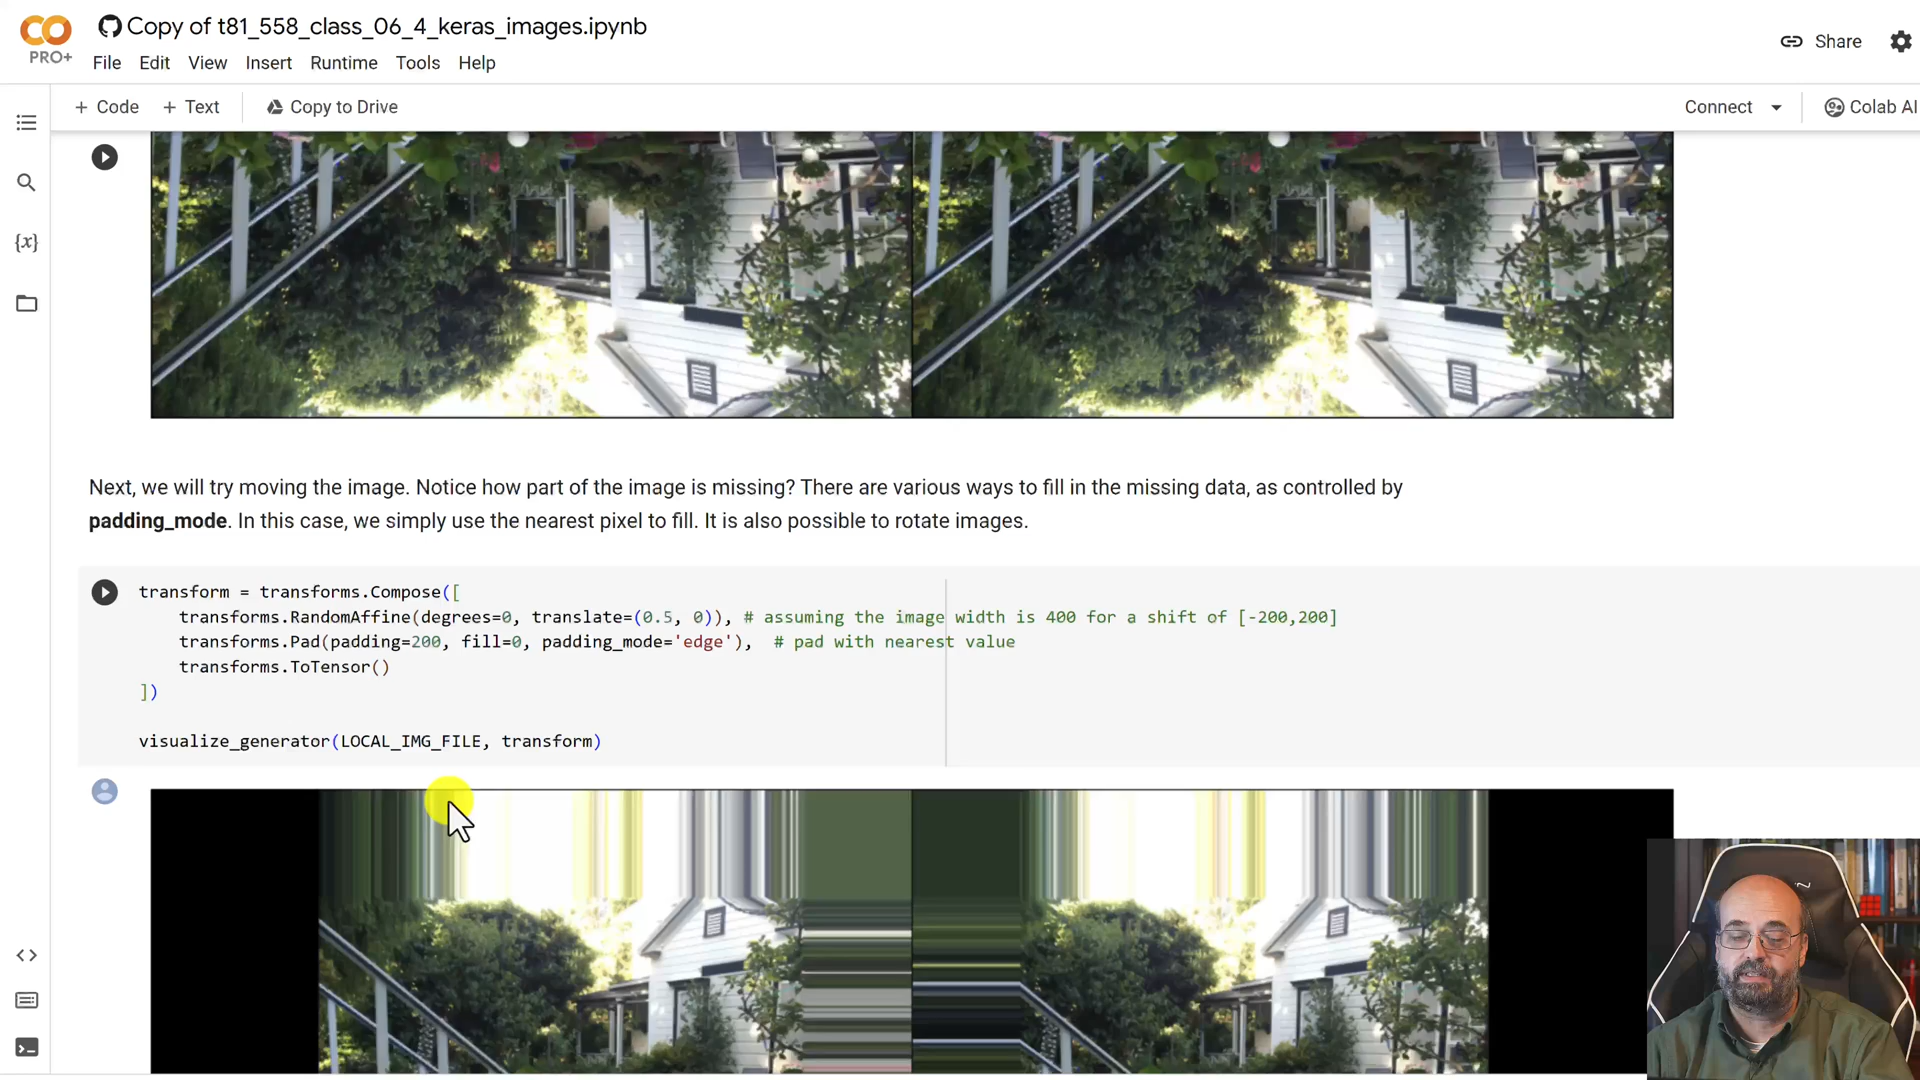 Copy of t81_558_class_06_4_keras_images.ipynb
PRO+
File Edit View Insert Runtime Tools Help
Share
+ Code + Text Copy to Drive
Connect
Colab AI
{x}
Next, we will try moving the image. Notice how part of the image is missing? There are various ways to fill in the missing data, as controlled by
padding_mode. In this case, we simply use the nearest pixel to fill. It is also possible to rotate images.
transform = transforms.Compose([
transforms.RandomAffine(degrees=0, translate=(0.5, 0)), # assuming the image width is 400 for a shift of [-200,200]
transforms.Pad(padding=200, fill=0, padding_mode='edge'), # pad with nearest value
transforms.ToTensor()
])
visualize_generator(LOCAL_IMG_FILE, transform)